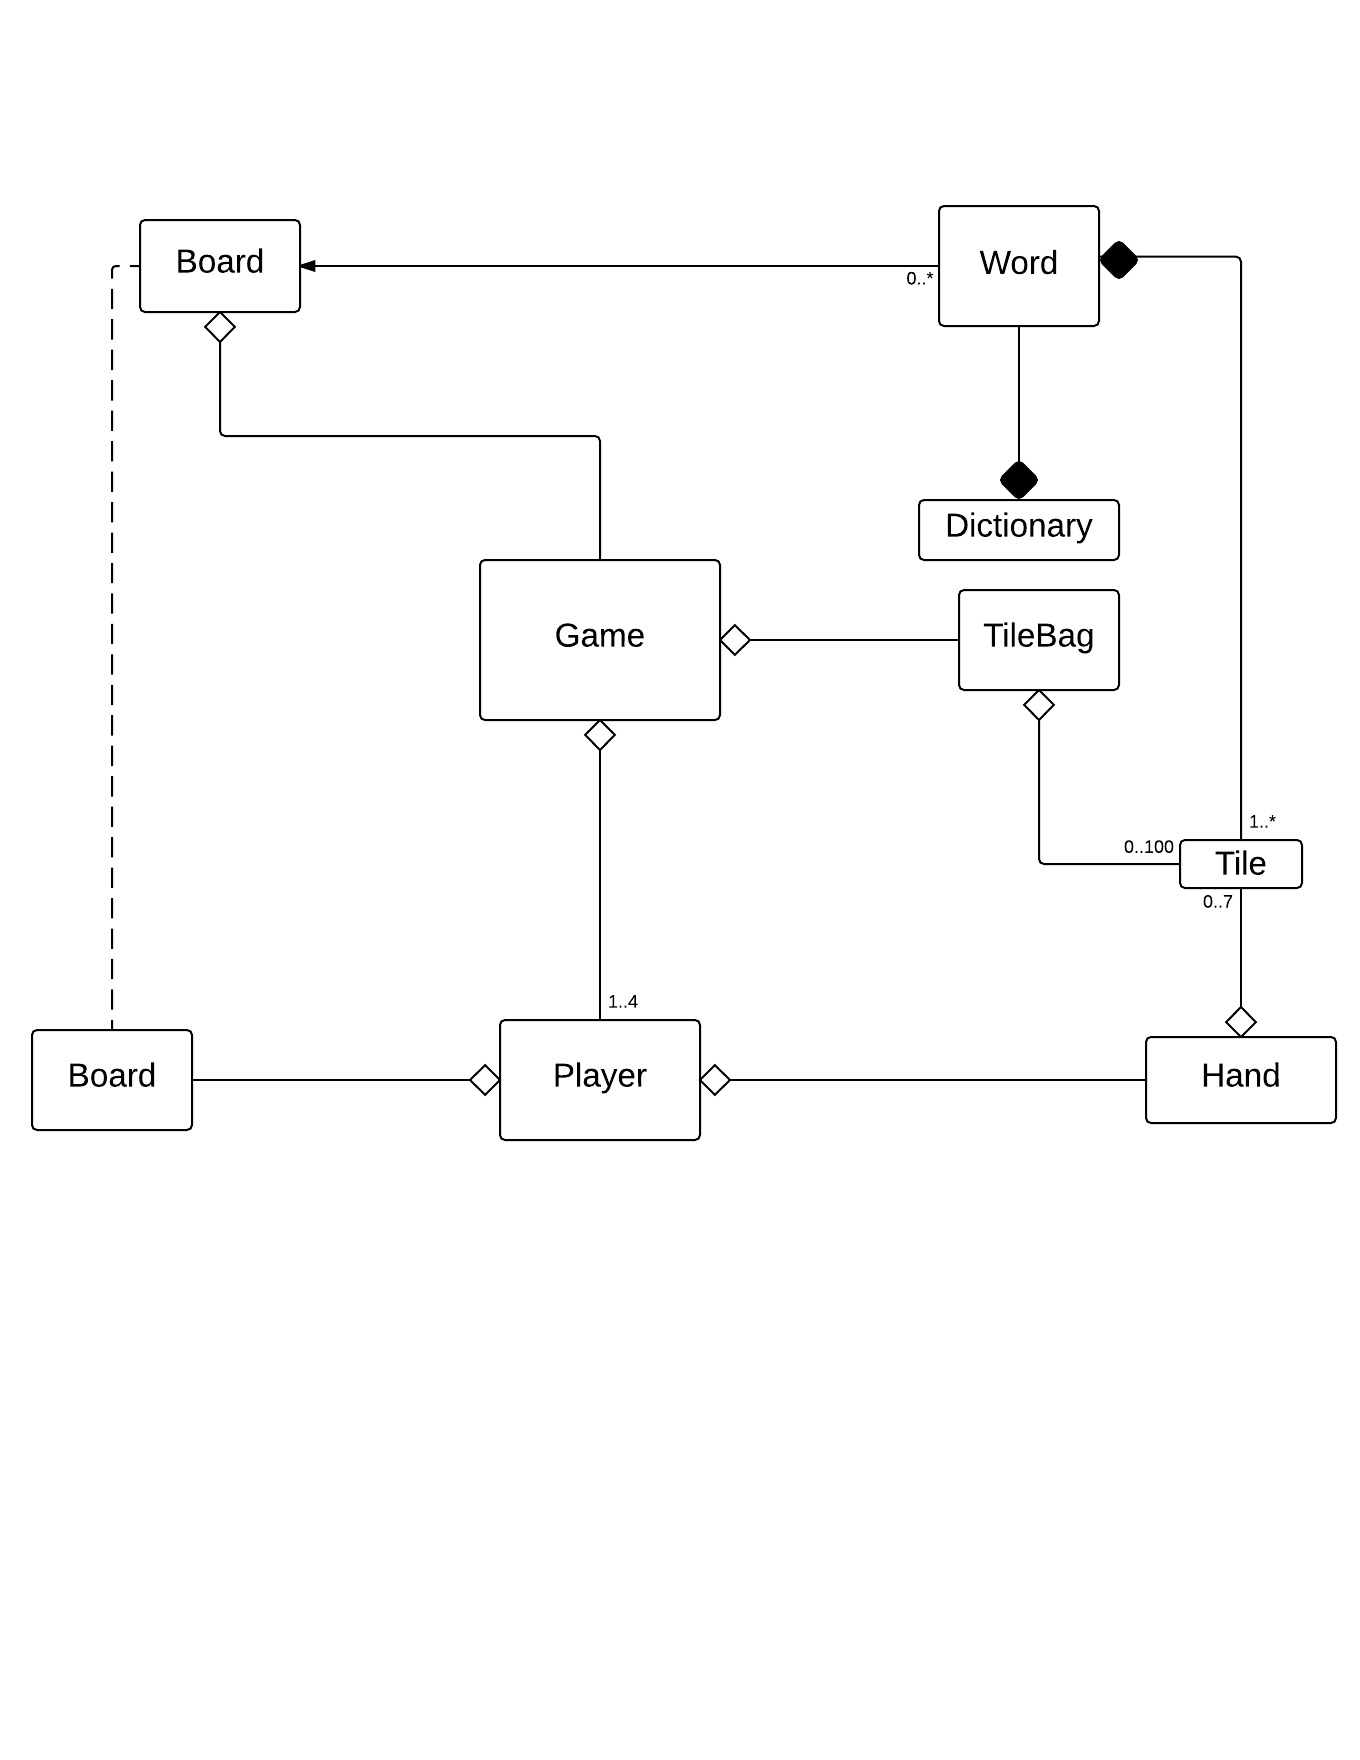 Board
Word
0..*
Dictionary
Game
TileBag
1..*
0..100
Tile
0..7
1..4
Board
Player
Hand